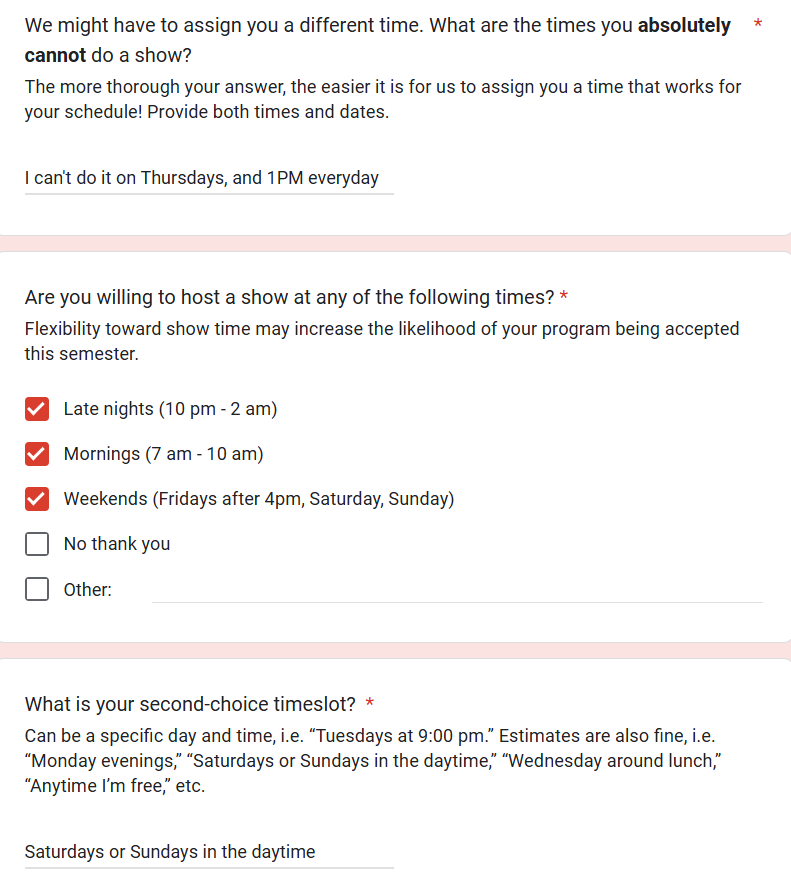 We might have to assign you a different time. What are the times you absolutely *
cannot do a show?
The more thorough your answer, the easier it is for us to assign you a time that works for
your schedule! Provide both times and dates.
I can't do it on Thursdays, and 1PM everyday
Are you willing to host a show at any of the following times? *
Flexibility toward show time may increase the likelihood of your program being accepted
this semester.
Late nights (10 pm - 2 am)
Mornings (7 am - 10 am)
Weekends (Fridays after 4pm, Saturday, Sunday)
No thank you
Other:
What is your second-choice timeslot? *
Can be a specific day and time, i.e. “Tuesdays at 9:00 pm.” Estimates are also fine, i.e.
“Monday evenings,” “Saturdays or Sundays in the daytime,” “Wednesday around lunch,”
“Anytime I’m free,” etc.
Saturdays or Sundays in the daytime